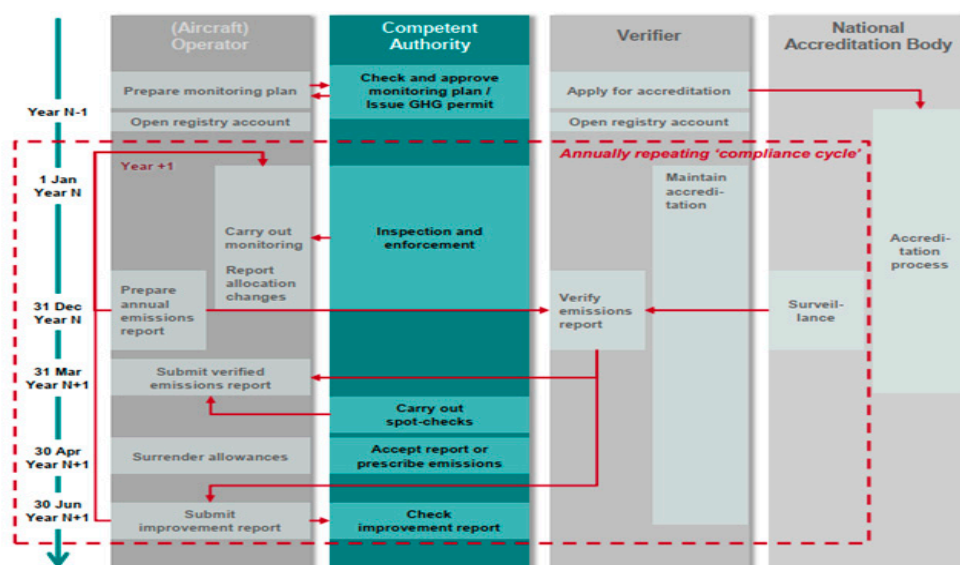 (Aircraft)
Operator
Competent
Authority
Verifier
National
Accreditation Body
Year N-1
Prepare monitoring plan
Check and approve
monitoring plan /
Issue GHG permit
Apply for accreditation
Open registry account
Open registry account
Annually repeating ‘compliance cycle’
Year +1
1 Jan
Year N
Maintain
accredi-
tation
Carry out
monitoring
Inspection and
enforcement
Accredi-
tation
process
Report
allocation
changes
31 Dec
Year N
Prepare
annual
emissions
report
Verify
emissions
report
Surveil-
lance
31 Mar
Year N+1
Submit verified
emissions report
Carry out
spot-checks
30 Apr
Year N+1
Surrender allowances
Accept report or
prescribe emissions
30 Jun
Year N+1
Submit
improvement report
Check
improvement report